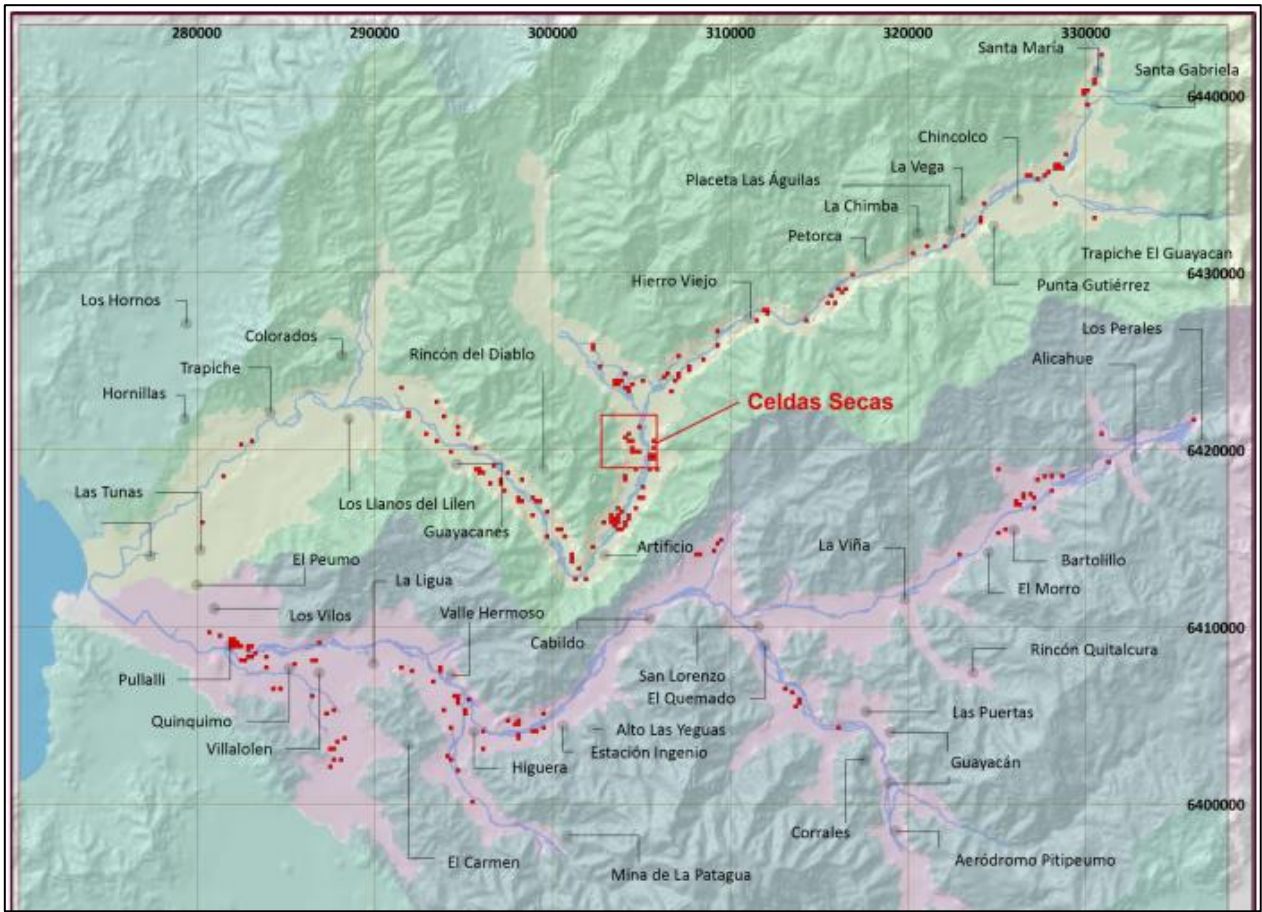 280000 290000 300000 310000 320000 330000
Santa María
Santa Gabriela
6440000
Chincolco
La Vega
Placeta Las Águilas
La Chimba
Petorca
Trapiche El Guayacan
6430000
Hierro Viejo
Punta Gutiérrez
Los Hornos
Los Perales
Colorados
Rincón del Diablo
Alicahue
Trapiche
Hornillas
Celdas Secas
6420000
Las Tunas
Los Llanos del Lilen
Guayacanes
Artificio
La Viña
El Peumo
Bartolillo
La Ligua
El Morro
Los Vilos
Valle Hermoso
6410000
Cabildo
Rincón Quitalcura
Pullalli
San Lorenzo
El Quemado
Las Puertas
Quinquimo
Alto Las Yeguas
Villalolen
Estación Ingenio
Higuera
Guayacán
6400000
Corrales
El Carmen
Aeródromo Pitipeumo
Mina de La Patagua